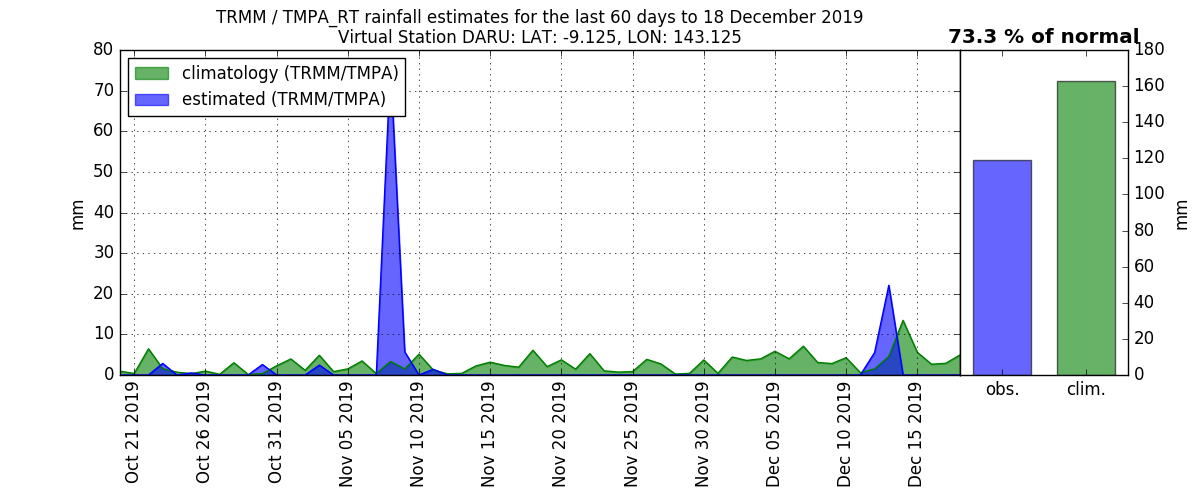 TRMM / TMPA_RT rainfall estimates for the last 60 days to 18 December 2019
Virtual Station DARU: LAT: -9.125, LON: 143.125
73.3 % of normal
climatology (TRMM/TMPA)
estimated (TRMM/TMPA)
mm
80
70
60
50
40
30
20
10
0
Oct 21 2019
Oct 26 2019
Oct 31 2019
Nov 05 2019
Nov 10 2019
Nov 15 2019
Nov 20 2019
Nov 25 2019
Nov 30 2019
Dec 05 2019
Dec 10 2019
Dec 15 2019
obs.
clim.
180
160
140
120
100
80
60
40
20
0
mm